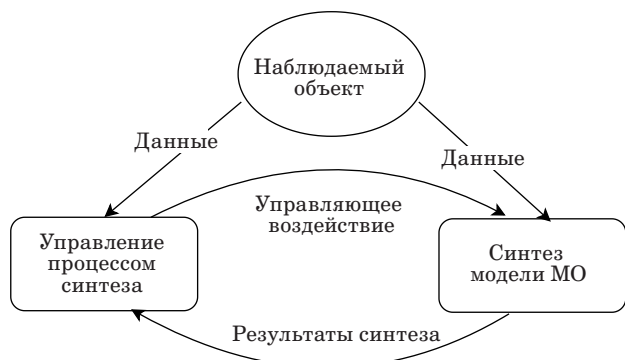 Наблюдаемый
объект
Данные
Данные
Управляющее
воздействие
Управление
процессом
синтеза
Синтез
модели МО
Результаты синтеза